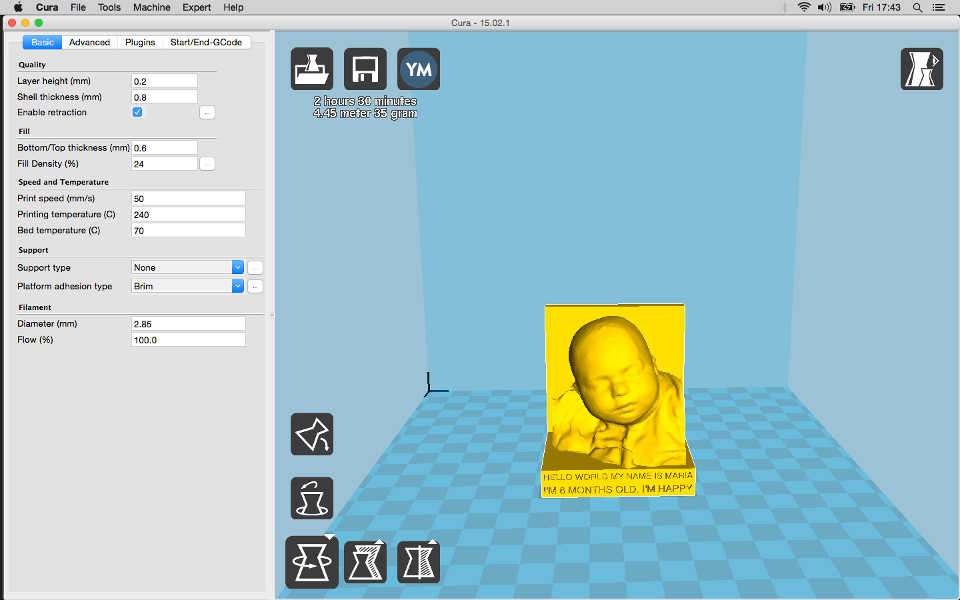 Cura File Edit Tools Machine Expert Help Fri 17:43
Cura - 15.02.1
Basic Advanced Plugins Start/End-GCode
Quality
Layer height (mm) 0.2
Shell thickness (mm) 0.8
Enable retraction ...
Fill
Bottom/Top thickness (mm) 0.6
Fill Density (%) 24 ...
Speed and Temperature
Print speed (mm/s) 50
Printing temperature (C) 240
Bed temperature (C) 70
Support
Support type None ...
Platform adhesion type Brim ...
Filament
Diameter (mm) 2.85
Flow (%) 100.0
YM
2 hours 30 minutes
4.45 meter 35 gram
HELLO WORLD MY NAME IS MARIA
I'M 6 MONTHS OLD, I'M HAPPY